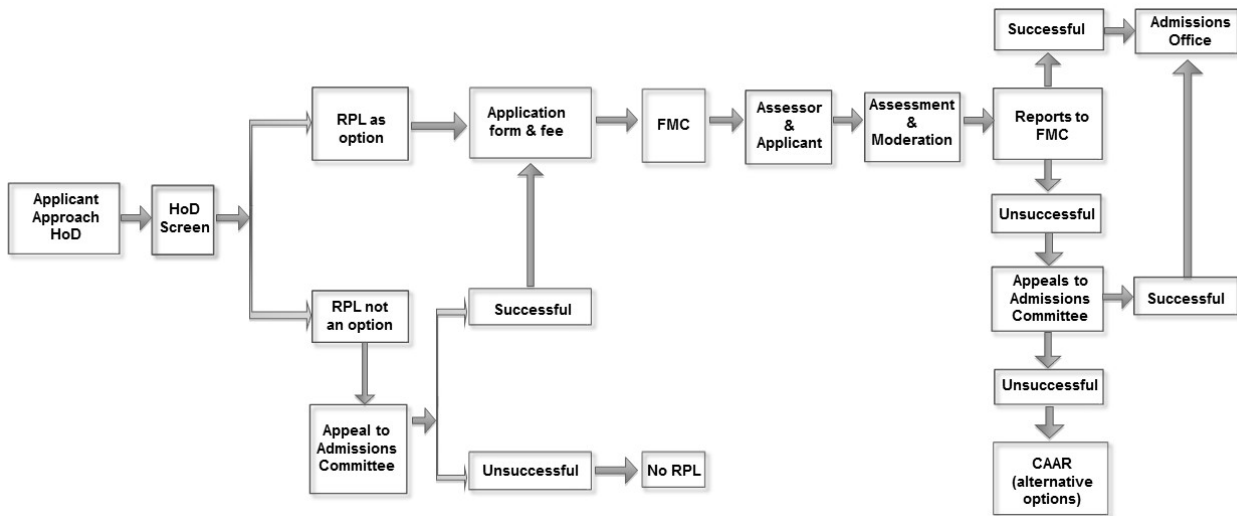 Successful
Admissions
Office
RPL as
option
Application
form & fee
FMC
Assessor
&
Applicant
Assessment
&
Moderation
Reports to
FMC
Applicant
Approach
HoD
HoD
Screen
Unsuccessful
RPL not
an option
Successful
Appeals to
Admissions
Committee
Successful
Unsuccessful
Appeal to
Admissions
Committee
Unsuccessful
No RPL
CAAR
(alternative
options)